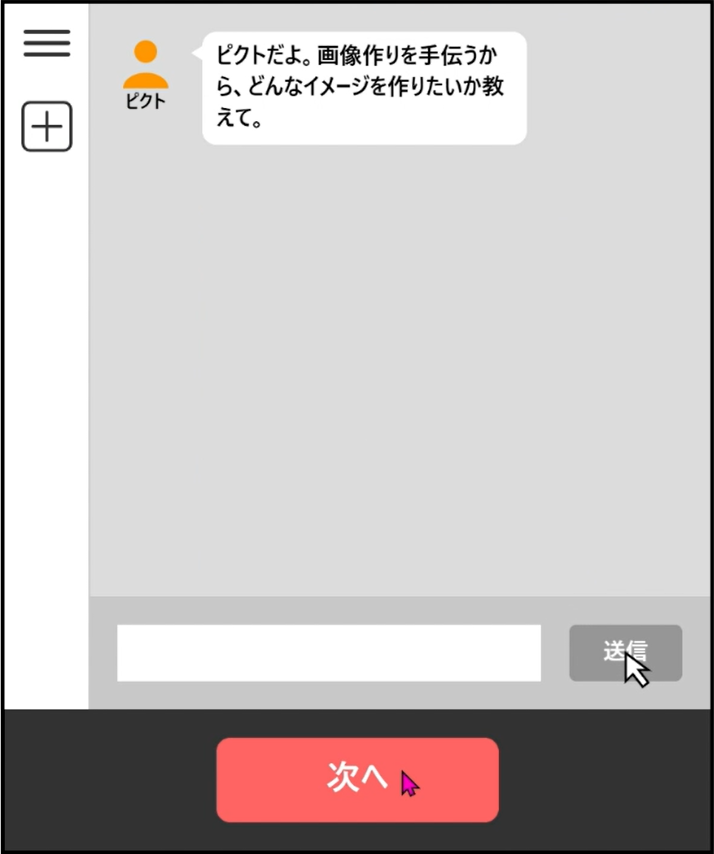 ピクトだよ。画像作りを手伝うか
ら、どんなイメージを作りたいか教
えて。
ピクト
送信
次へ